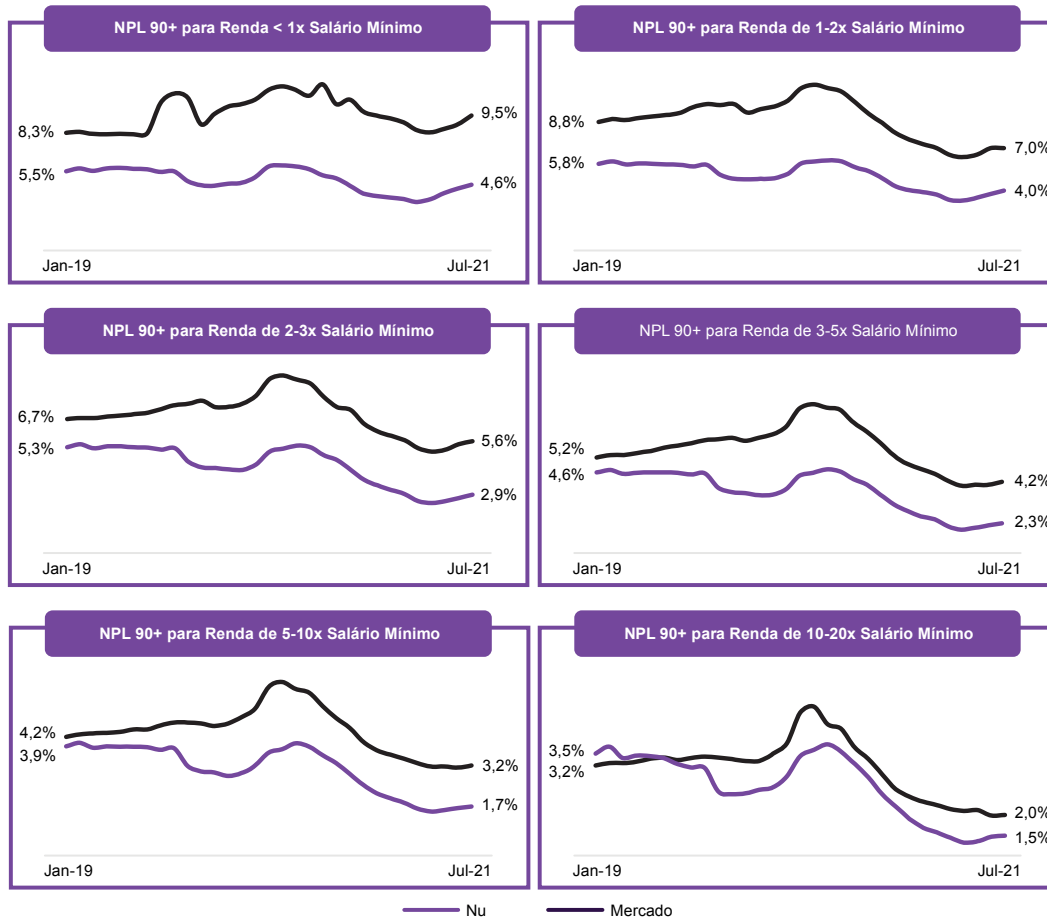 NPL 90+ para Renda < 1x Salário Mínimo
8,3%
5,5%
9,5%
4,6%
Jan-19
Jul-21
NPL 90+ para Renda de 1-2x Salário Mínimo
8,8%
5,8%
7,0%
4,0%
Jan-19
Jul-21
NPL 90+ para Renda de 2-3x Salário Mínimo
6,7%
5,3%
5,6%
2,9%
Jan-19
Jul-21
NPL 90+ para Renda de 3-5x Salário Mínimo
5,2%
4,6%
4,2%
2,3%
Jan-19
Jul-21
NPL 90+ para Renda de 5-10x Salário Mínimo
4,2%
3,9%
3,2%
1,7%
Jan-19
Jul-21
NPL 90+ para Renda de 10-20x Salário Mínimo
3,5%
3,2%
2,0%
1,5%
Jan-19
Jul-21
Nu
Mercado